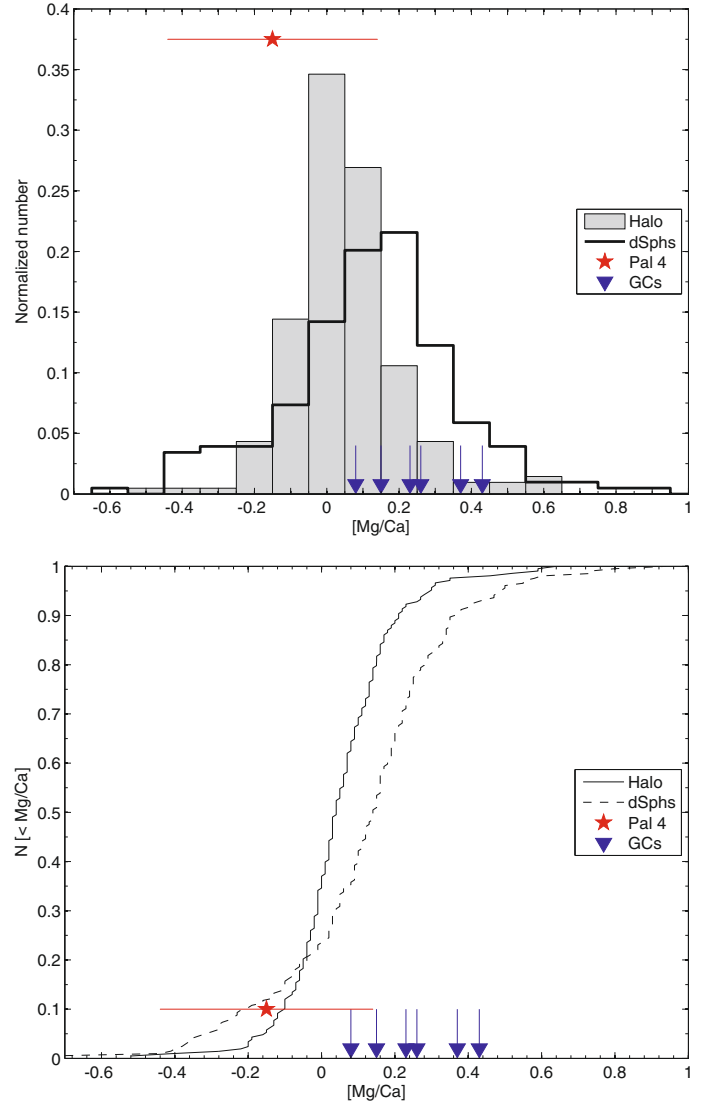 0.4
0.35
0.3
0.25
0.2
0.15
0.1
0.05
0
Normalized number
Halo
dSphs
Pal 4
GCs
-0.6 -0.4 -0.2 0 0.2 0.4 0.6 0.8 1
[Mg/Ca]
1
0.9
0.8
0.7
0.6
0.5
0.4
0.3
0.2
0.1
0
N [< Mg/Ca]
Halo
dSphs
Pal 4
GCs
-0.6 -0.4 -0.2 0 0.2 0.4 0.6 0.8 1
[Mg/Ca]